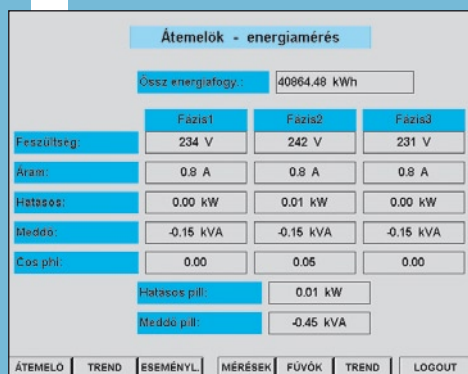 Átemelök - energiamérés
Össz energiafogy.: 40864.48 kWh
Fázis1 Fázis2 Fázis3
Feszültség: 234 V 242 V 231 V
Áram: 0.8 A 0.8 A 0.8 A
Hatásos: 0.00 kW 0.01 kW 0.00 kW
Meddő: -0.15 kVA -0.15 kVA -0.15 kVA
Cos phi: 0.00 0.05 0.00
Hatásos pill: 0.01 kW
Meddő pill: -0.45 kVA
ÁTEMELÖ TREND ESEMÉNYL. MÉRÉSEK FÚVÓK TREND LOGOUT